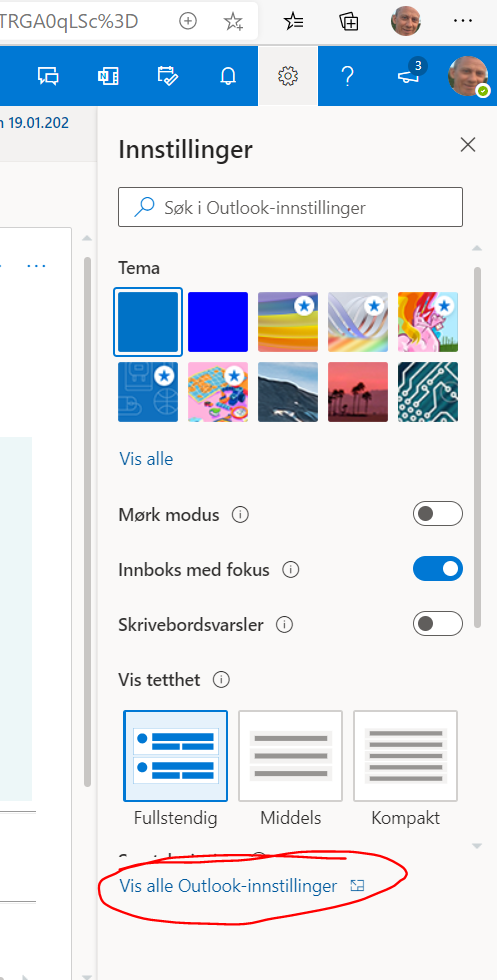 TRGA0qLSc%3D
3
n 19.01.202
Innstillinger
Søk i Outlook-innstillinger
Tema
Vis alle
Mørk modus
Innboks med fokus
Skrivebordsvarsler
Vis tetthet
Fullstendig
Middels
Kompakt
Vis alle Outlook-innstillinger